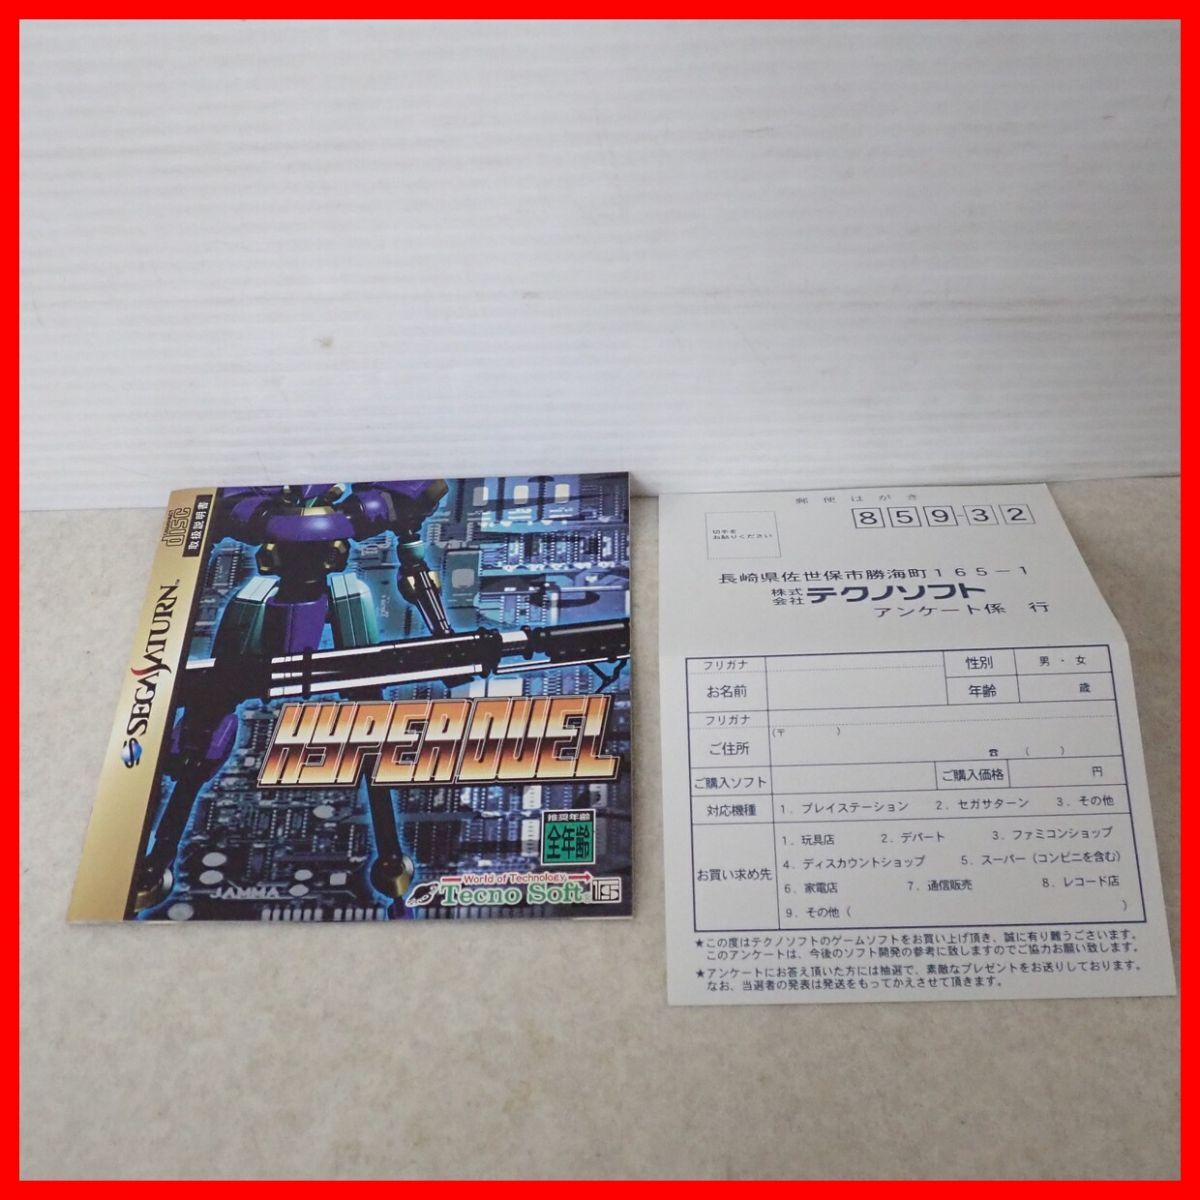 COMPACT
disc
取扱説明書
SEGA SATURN™
HYPERDUEL
推奨年齢
全年齢
JAMMA
World of Technology
Tecno Soft
郵便はがき
切手を
お貼りください
859-32
長崎県佐世保市勝海町165-1
株式会社テクノソフト
アンケート係 行
フリガナ
性別 男・女
お名前
年齢 歳
フリガナ
ご住所
(〒 )
☎ ( )
ご購入ソフト
ご購入価格 円
対応機種 1. プレイステーション 2. セガサターン 3. その他
お買い求め先
1. 玩具店 2. デパート 3. ファミコンショップ
4. ディスカウントショップ 5. スーパー(コンビニを含む)
6. 家電店 7. 通信販売 8. レコード店
9. その他( )
★この度はテクノソフトのゲームソフトをお買い上げ頂き、誠に有り難うございます。
このアンケートは、今後のソフト開発の参考に致しますのでご協力お願い致します。
★アンケートにお答え頂いた方には抽選で、素敵なプレゼントをお送りしております。
なお、当選者の発表は発送をもってかえさせて頂きます。